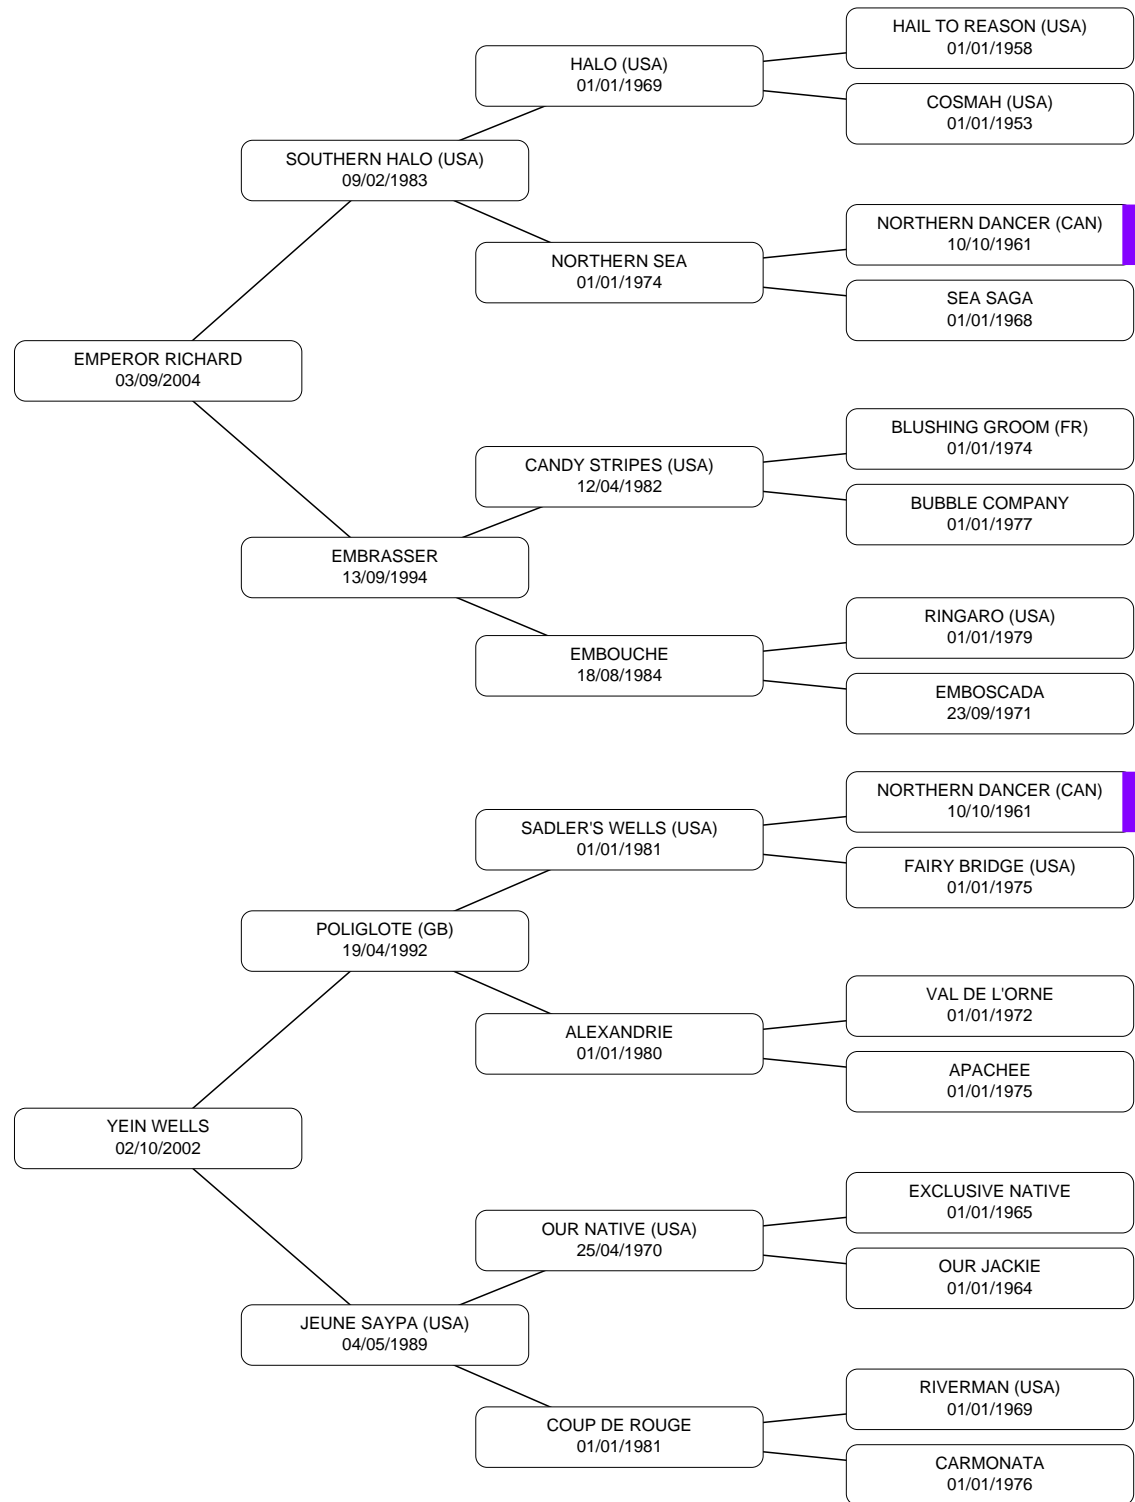 HAIL TO REASON (USA)
01/01/1958
HALO (USA)
01/01/1969
COSMAH (USA)
01/01/1953
SOUTHERN HALO (USA)
09/02/1983
NORTHERN DANCER (CAN)
10/10/1961
NORTHERN SEA
01/01/1974
SEA SAGA
01/01/1968
EMPEROR RICHARD
03/09/2004
BLUSHING GROOM (FR)
01/01/1974
CANDY STRIPES (USA)
12/04/1982
BUBBLE COMPANY
01/01/1977
EMBRASSER
13/09/1994
RINGARO (USA)
01/01/1979
EMBOUCHE
18/08/1984
EMBOSCADA
23/09/1971
NORTHERN DANCER (CAN)
10/10/1961
SADLER'S WELLS (USA)
01/01/1981
FAIRY BRIDGE (USA)
01/01/1975
POLIGLOTE (GB)
19/04/1992
VAL DE L'ORNE
01/01/1972
ALEXANDRIE
01/01/1980
APACHEE
01/01/1975
YEIN WELLS
02/10/2002
EXCLUSIVE NATIVE
01/01/1965
OUR NATIVE (USA)
25/04/1970
OUR JACKIE
01/01/1964
JEUNE SAYPA (USA)
04/05/1989
RIVERMAN (USA)
01/01/1969
COUP DE ROUGE
01/01/1981
CARMONATA
01/01/1976